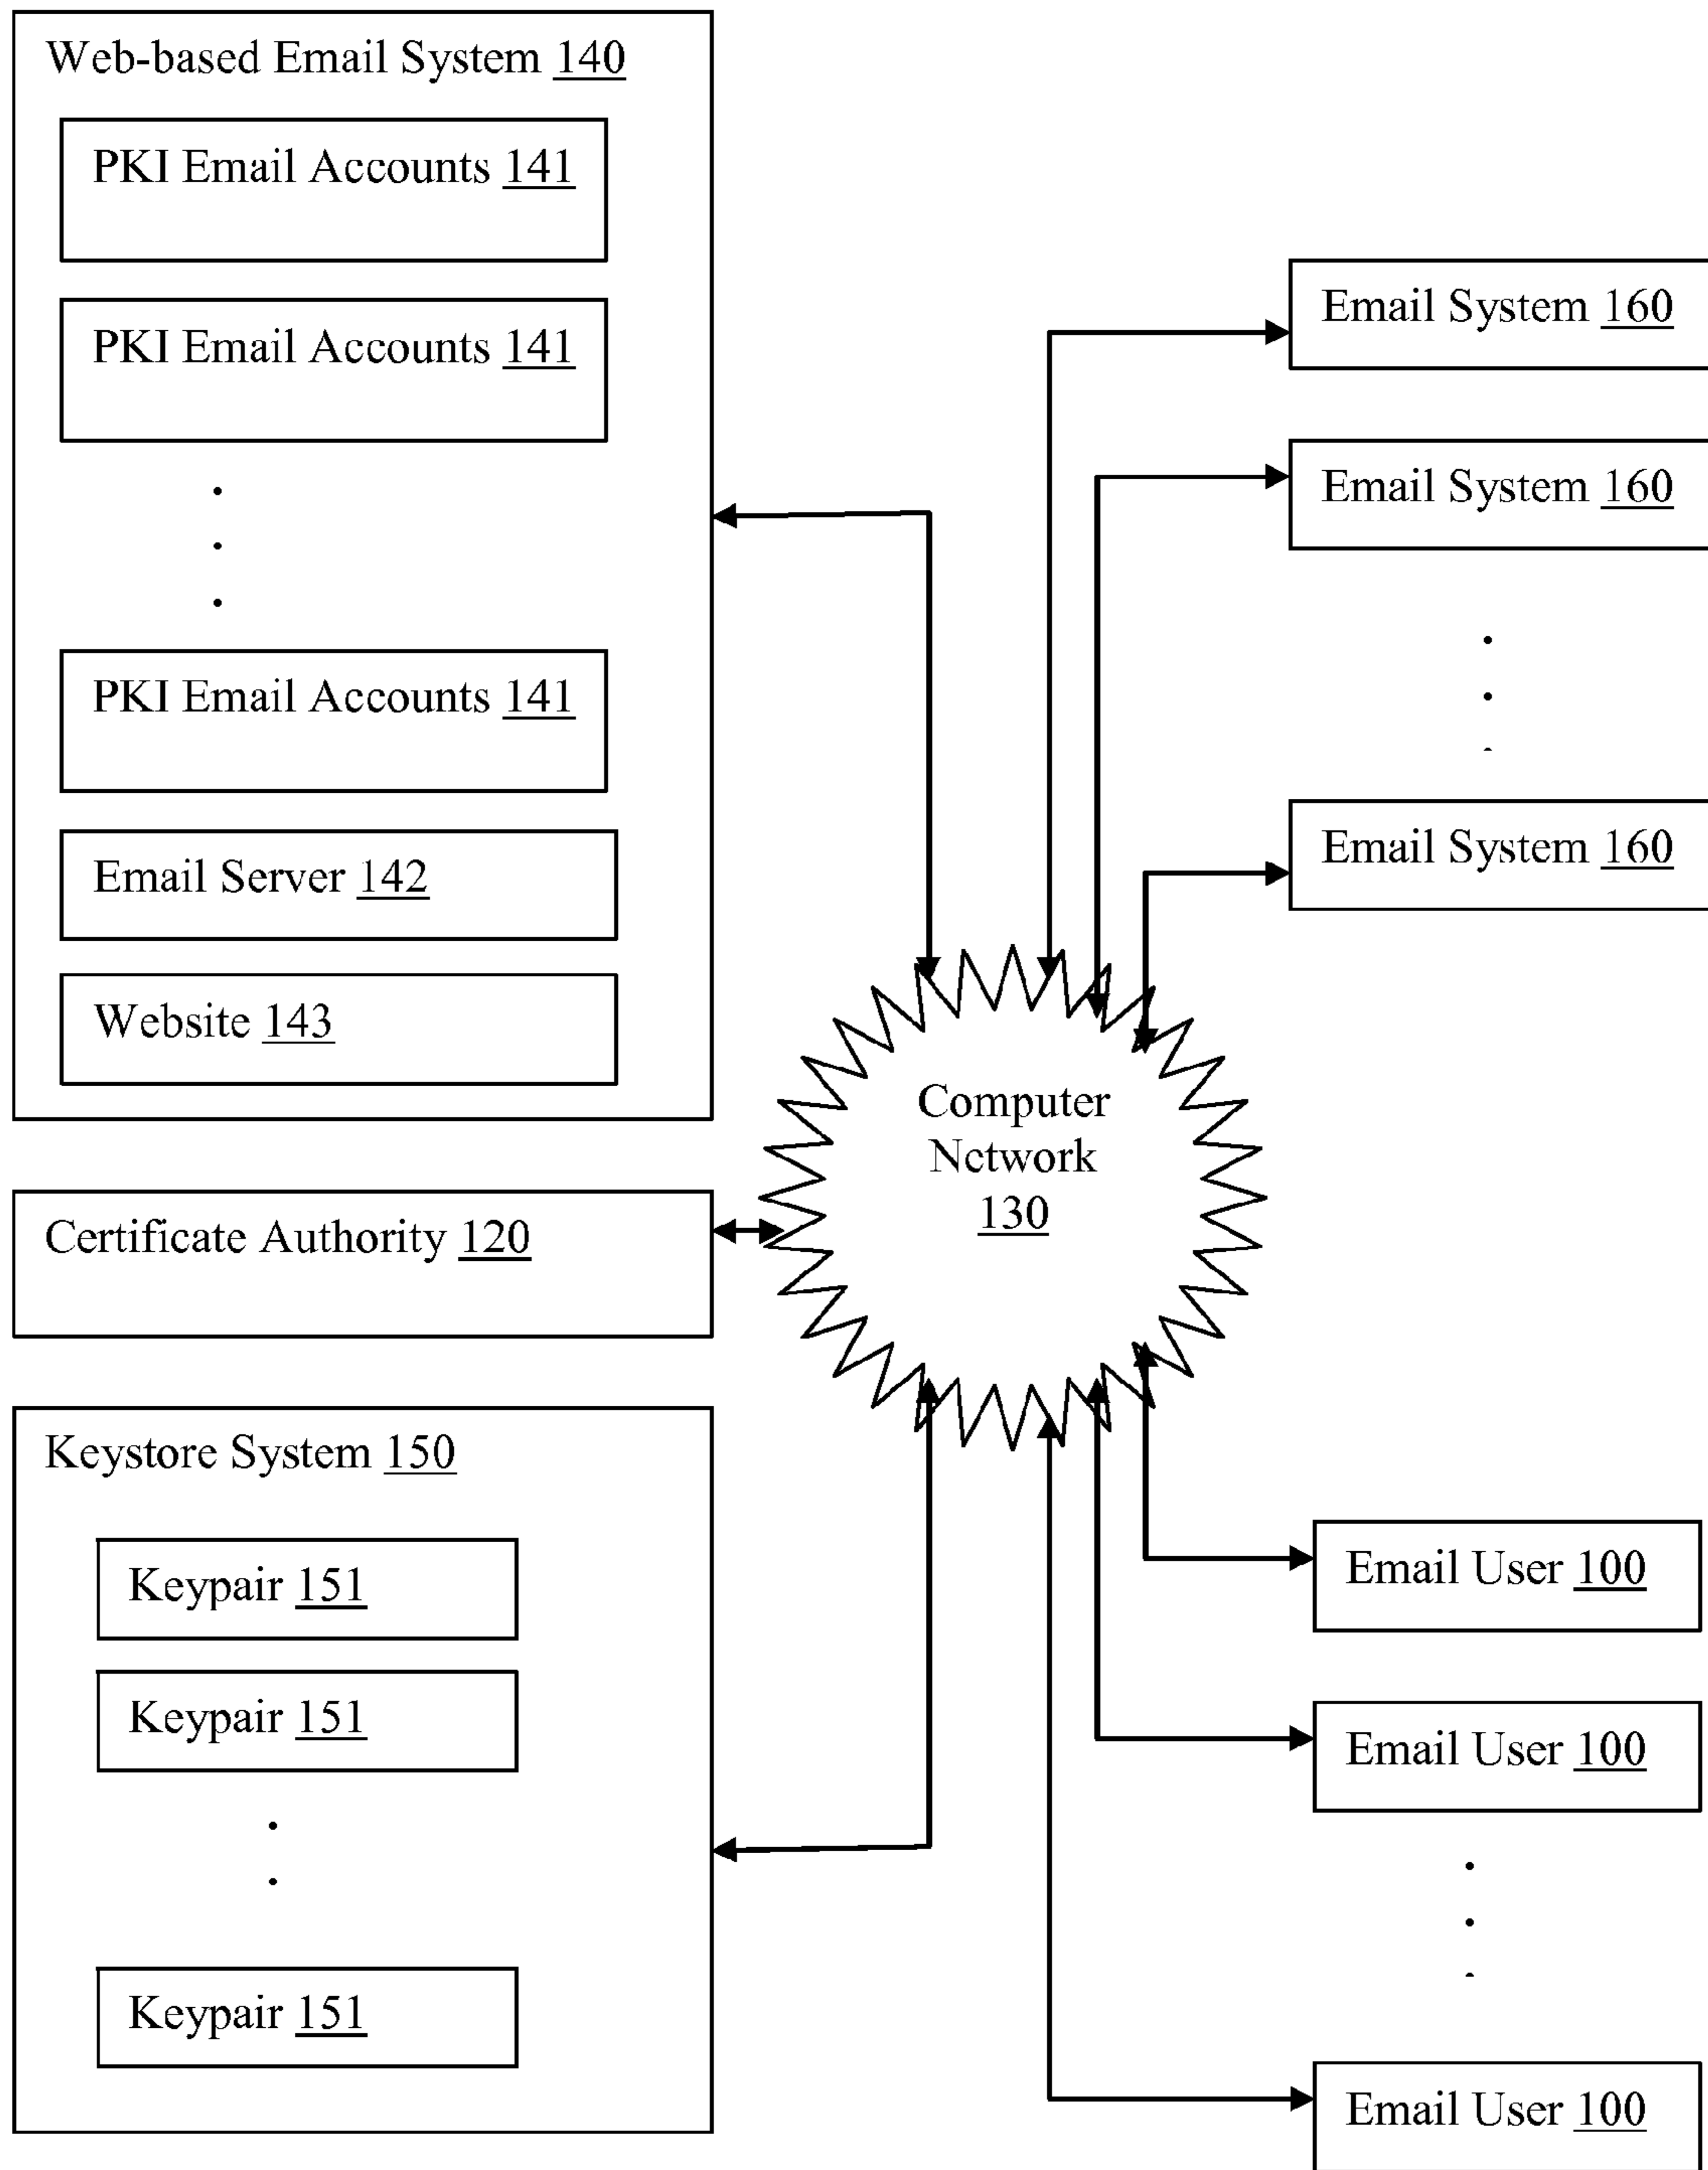 Web-based Email System 140
PKI Email Accounts 141
PKI Email Accounts 141
PKI Email Accounts 141
Email Server 142
Website 143
Certificate Authority 120
Keystore System 150
Keypair 151
Keypair 151
Keypair 151
Computer
Network
130
Email System 160
Email System 160
Email System 160
Email User 100
Email User 100
Email User 100